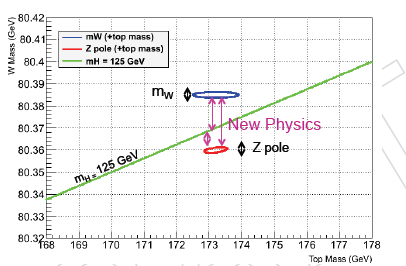 80.42
80.41
80.4
80.39
80.38
80.37
80.36
80.35
80.34
80.33
80.32
W Mass (GeV)
mW (+top mass)
Z pole (+top mass)
mH = 125 GeV
mW
New Physics
Z pole
mH = 125 GeV
168 169 170 171 172 173 174 175 176 177 178
Top Mass (GeV)